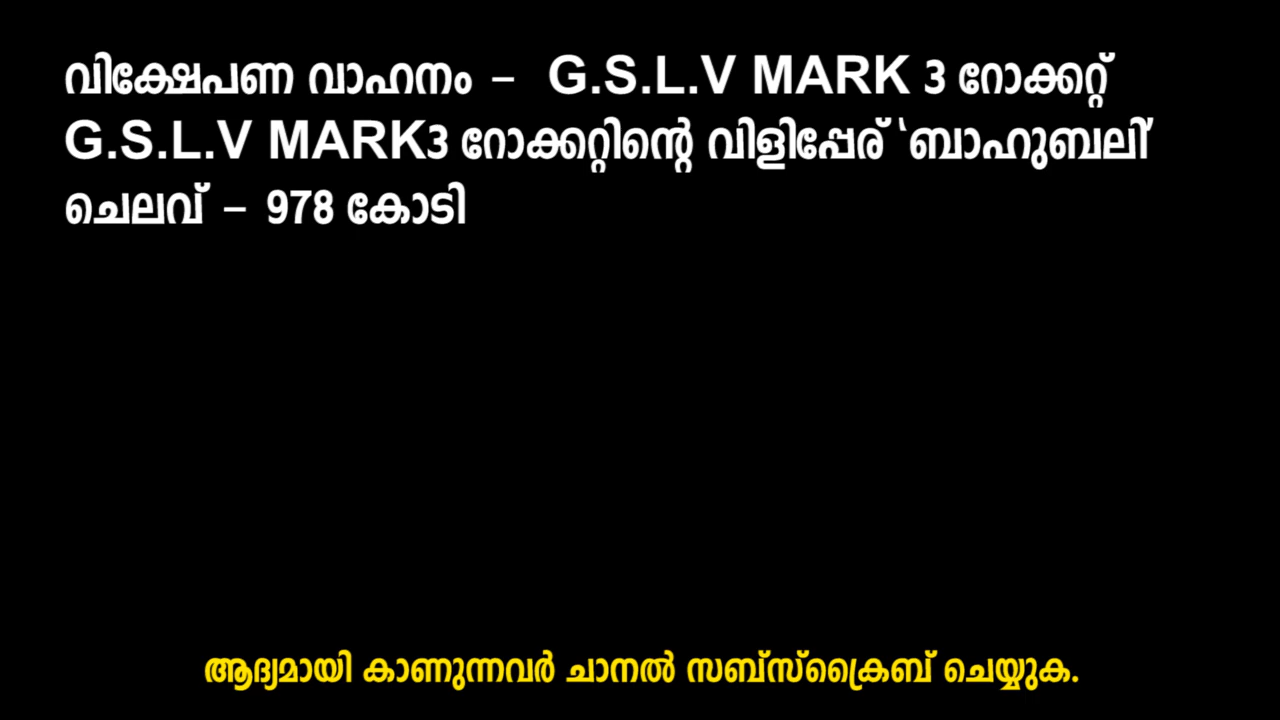 വിക്ഷേപണ വാഹനം – G.S.L.V MARK 3 റോക്കറ്റ്
G.S.L.V MARK3 റോക്കറ്റിന്റെ വിളിപ്പേര് ‘ബാഹുബലി’
ചെലവ് – 978 കോടി
ആദ്യമായി കാണുന്നവർ ചാനൽ സബ്സ്ക്രൈബ് ചെയ്യുക.